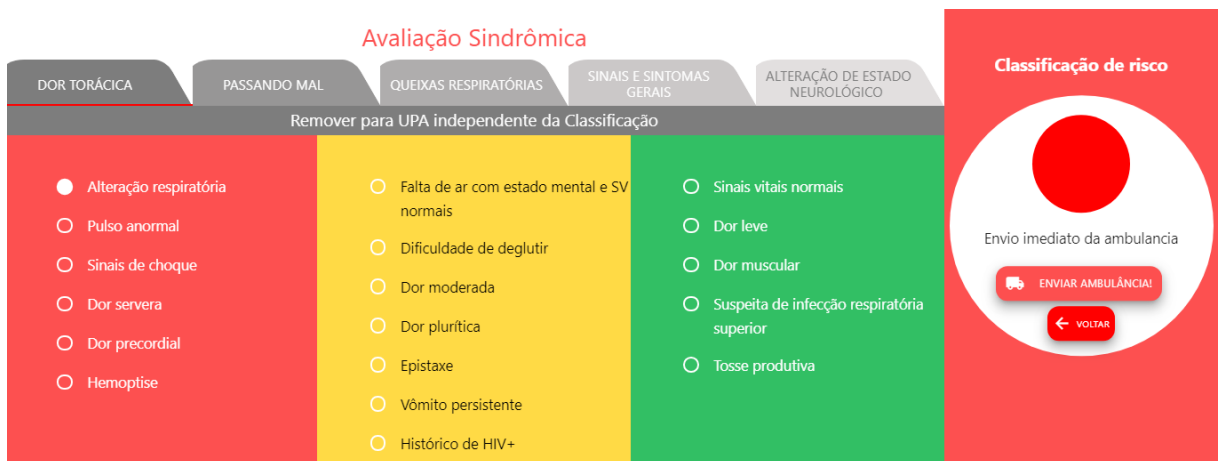 Avaliação Sindrômica
DOR TORÁCICA
PASSANDO MAL
QUEIXAS RESPIRATÓRIAS
SINAIS E SINTOMAS
GERAIS
ALTERAÇÃO DE ESTADO
NEUROLÓGICO
Remover para UPA independente da Classificação
Alteração respiratória
Pulso anormal
Sinais de choque
Dor servera
Dor precordial
Hemoptise
Falta de ar com estado mental e SV
normais
Dificuldade de deglutir
Dor moderada
Dor plurítica
Epistaxe
Vômito persistente
Histórico de HIV+
Sinais vitais normais
Dor leve
Dor muscular
Suspeita de infecção respiratória
superior
Tosse produtiva
Classificação de risco
Envio imediato da ambulancia
ENVIAR AMBULÂNCIA!
VOLTAR